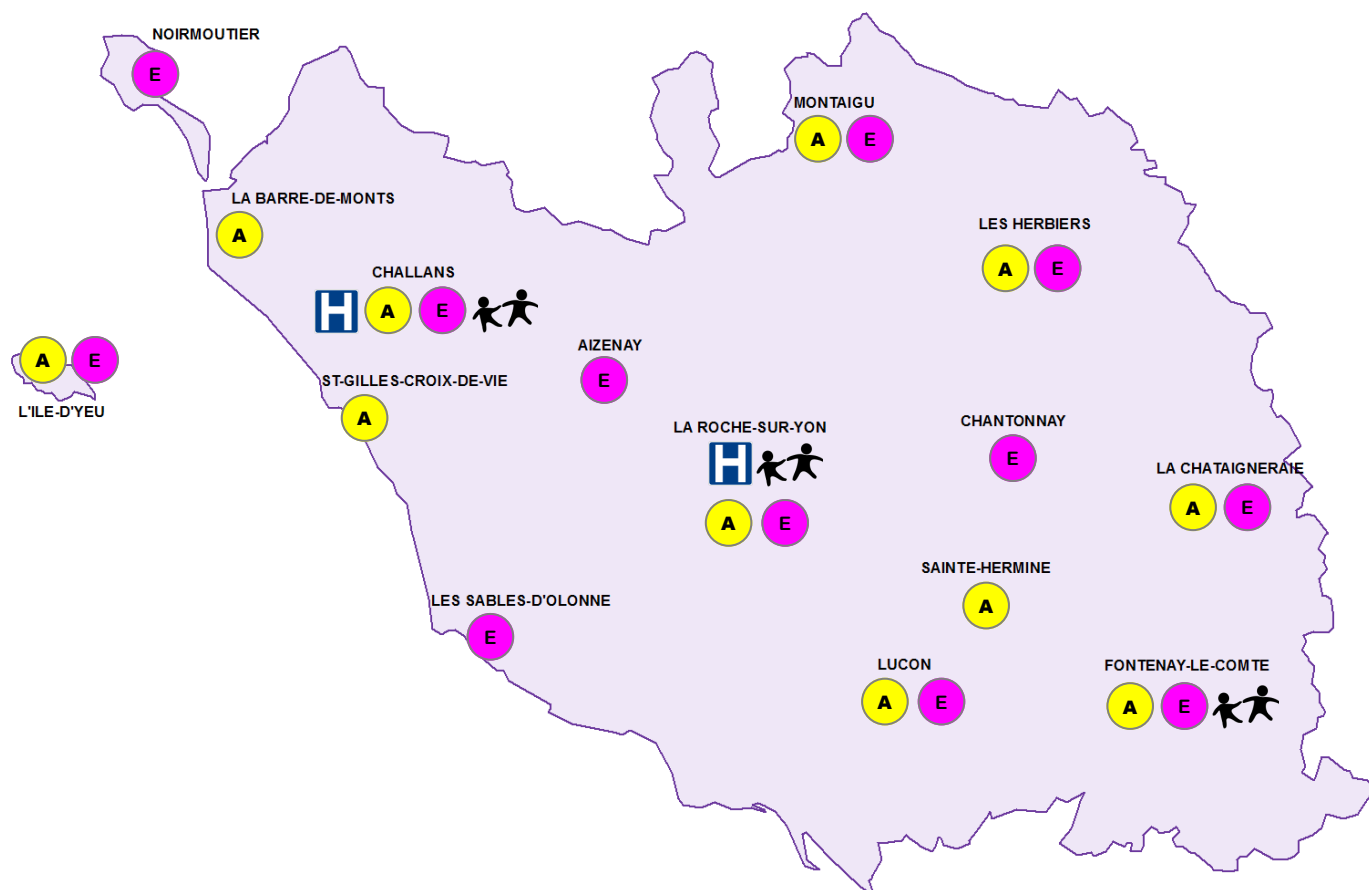 NOIRMOUTIER
E
MONTAIGU
A E
LA BARRE-DE-MONTS
A
LES HERBIERS
A E
CHALLANS
H A E
AIZENAY
E
A E
L'ILE-D'YEU
ST-GILLES-CROIX-DE-VIE
A
LA ROCHE-SUR-YON
H
A E
CHANTONNAY
E
LA CHATAIGNERAIE
A E
SAINTE-HERMINE
A
LES SABLES-D'OLONNE
E
LUCON
A E
FONTENAY-LE-COMTE
A E